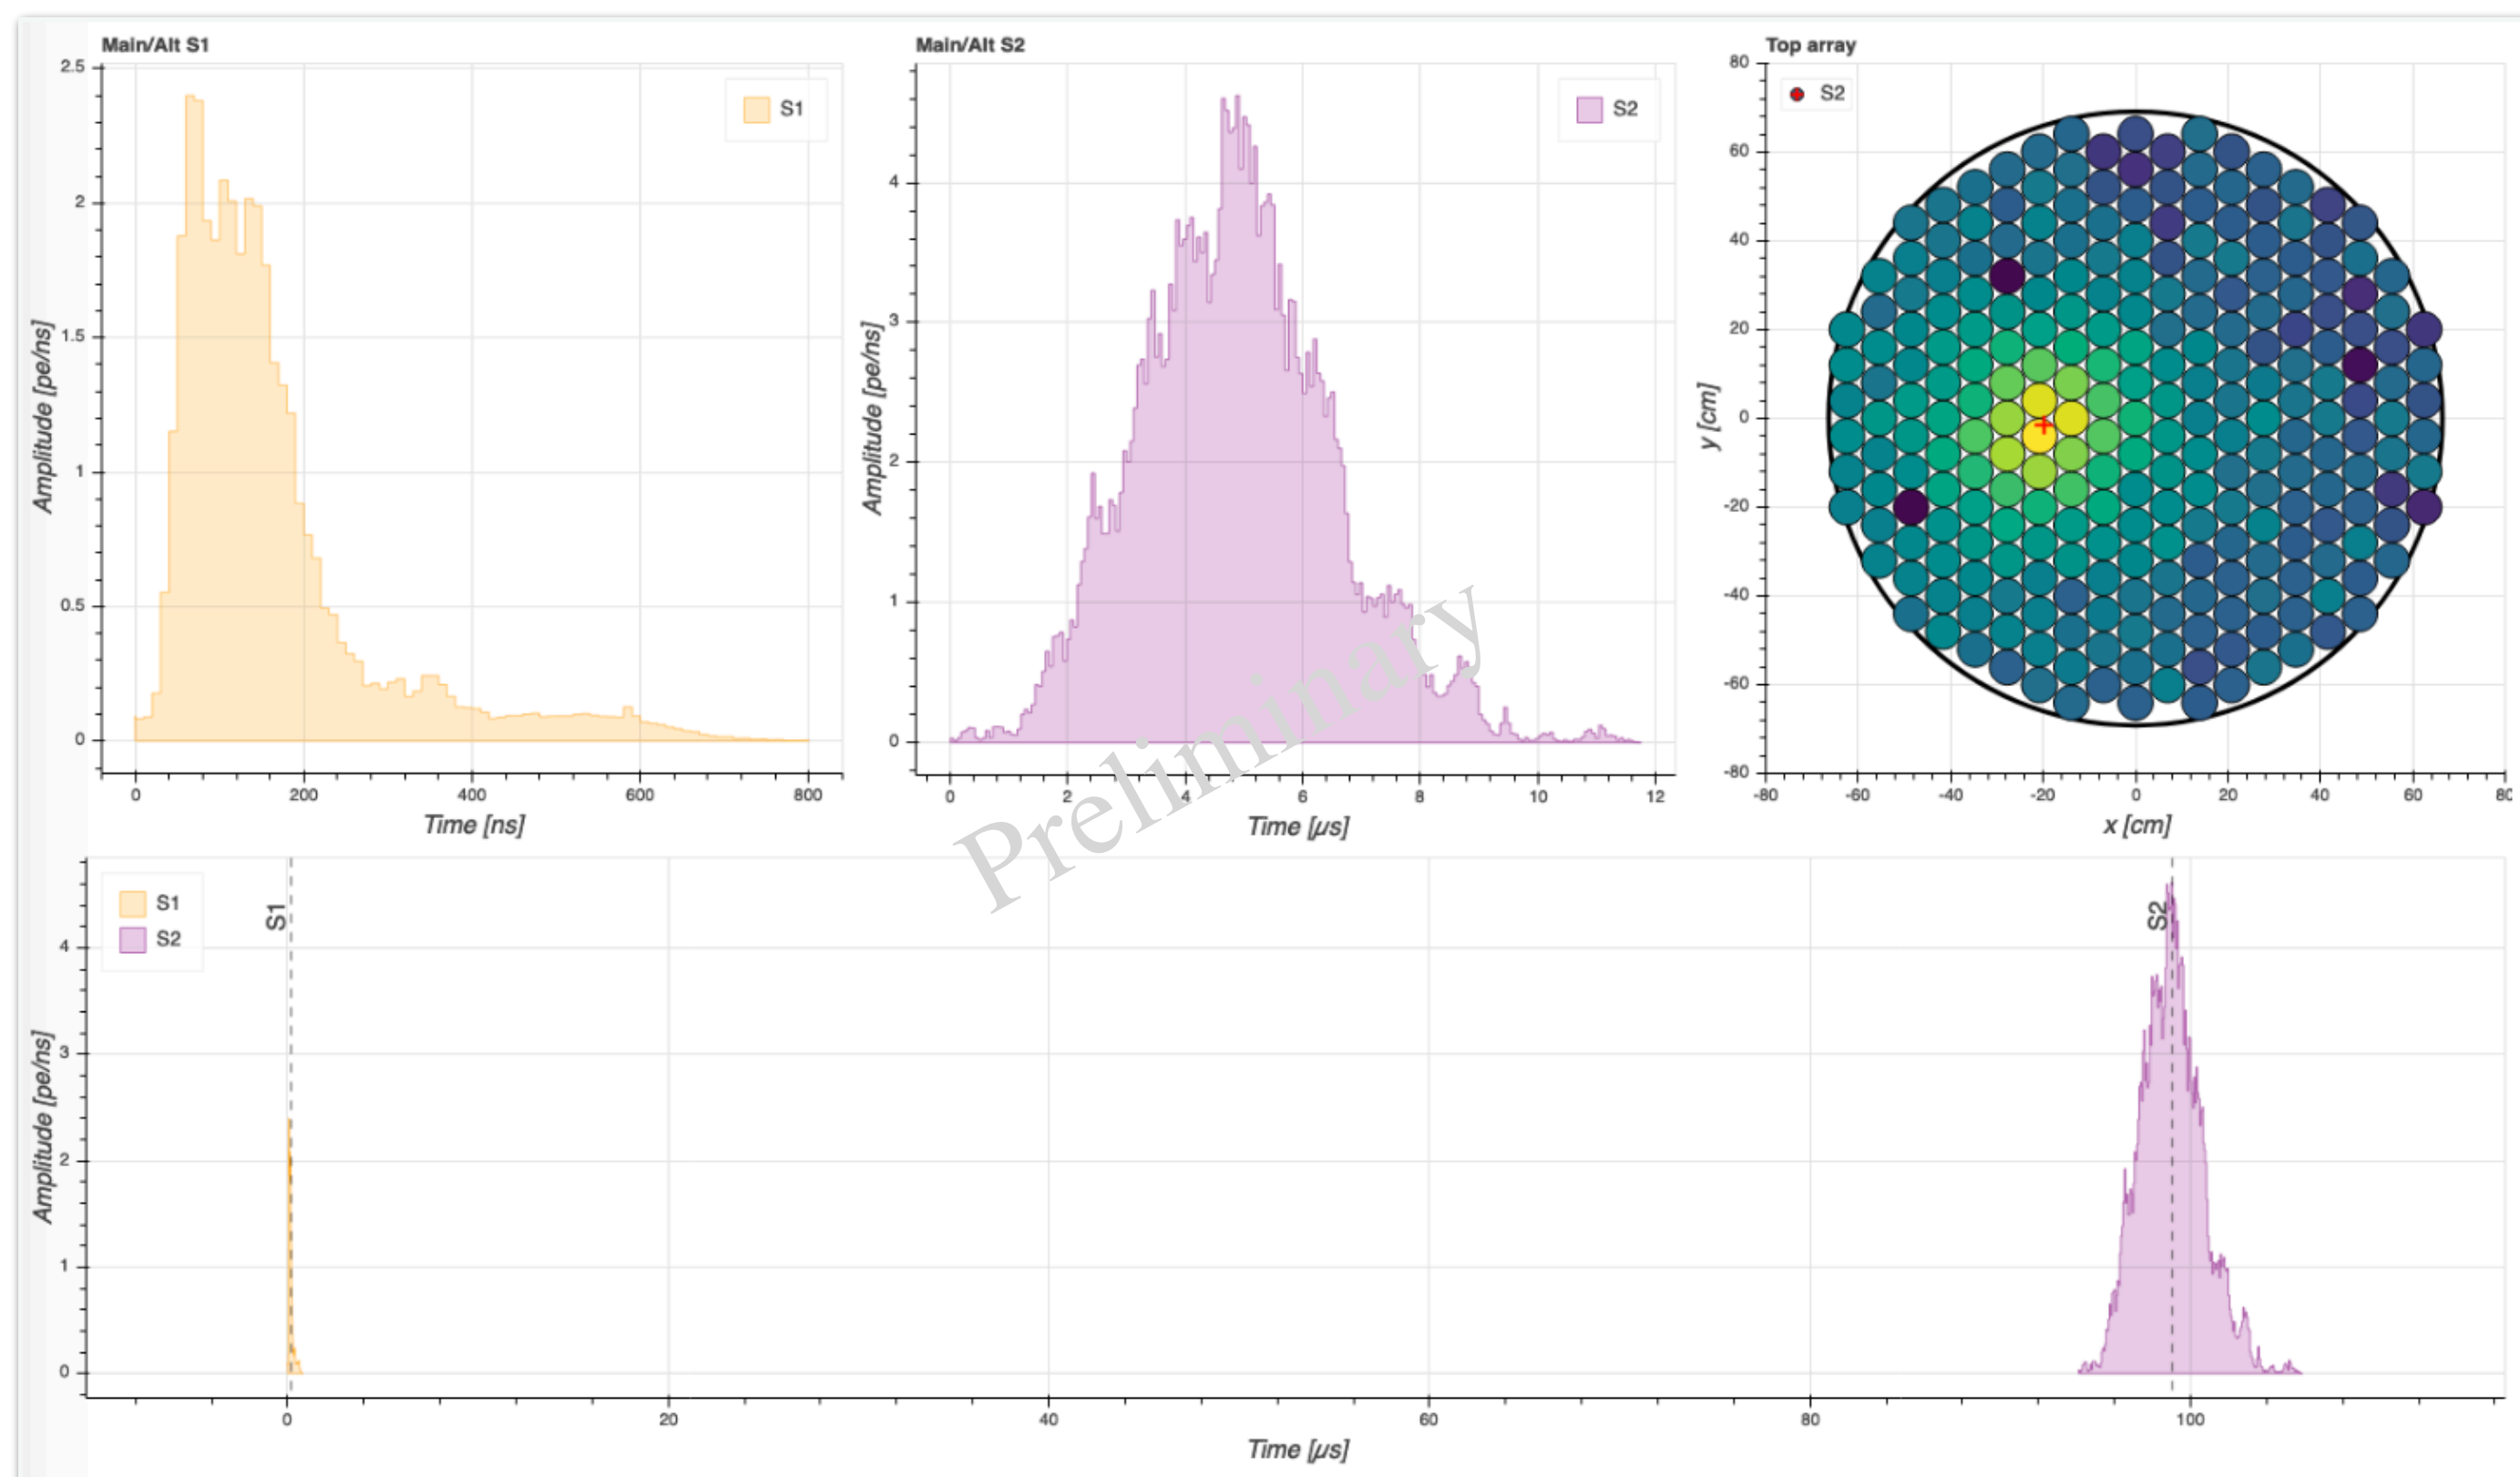 Main/Alt S1
2.5
2
1.5
1
0.5
0
Amplitude [pe/ns]
S1
0
200
400
600
800
Time [ns]
Main/Alt S2
4
3
2
1
0
Amplitude [pe/ns]
S2
0
2
4
6
8
10
12
Time [µs]
Top array
80
60
40
20
0
-20
-40
-60
-80
y [cm]
S2
-80
-60
-40
-20
0
20
40
60
80
x [cm]
Preliminary
S1
S2
S1
S2
4
3
2
1
0
Amplitude [pe/ns]
0
20
40
60
80
100
Time [µs]